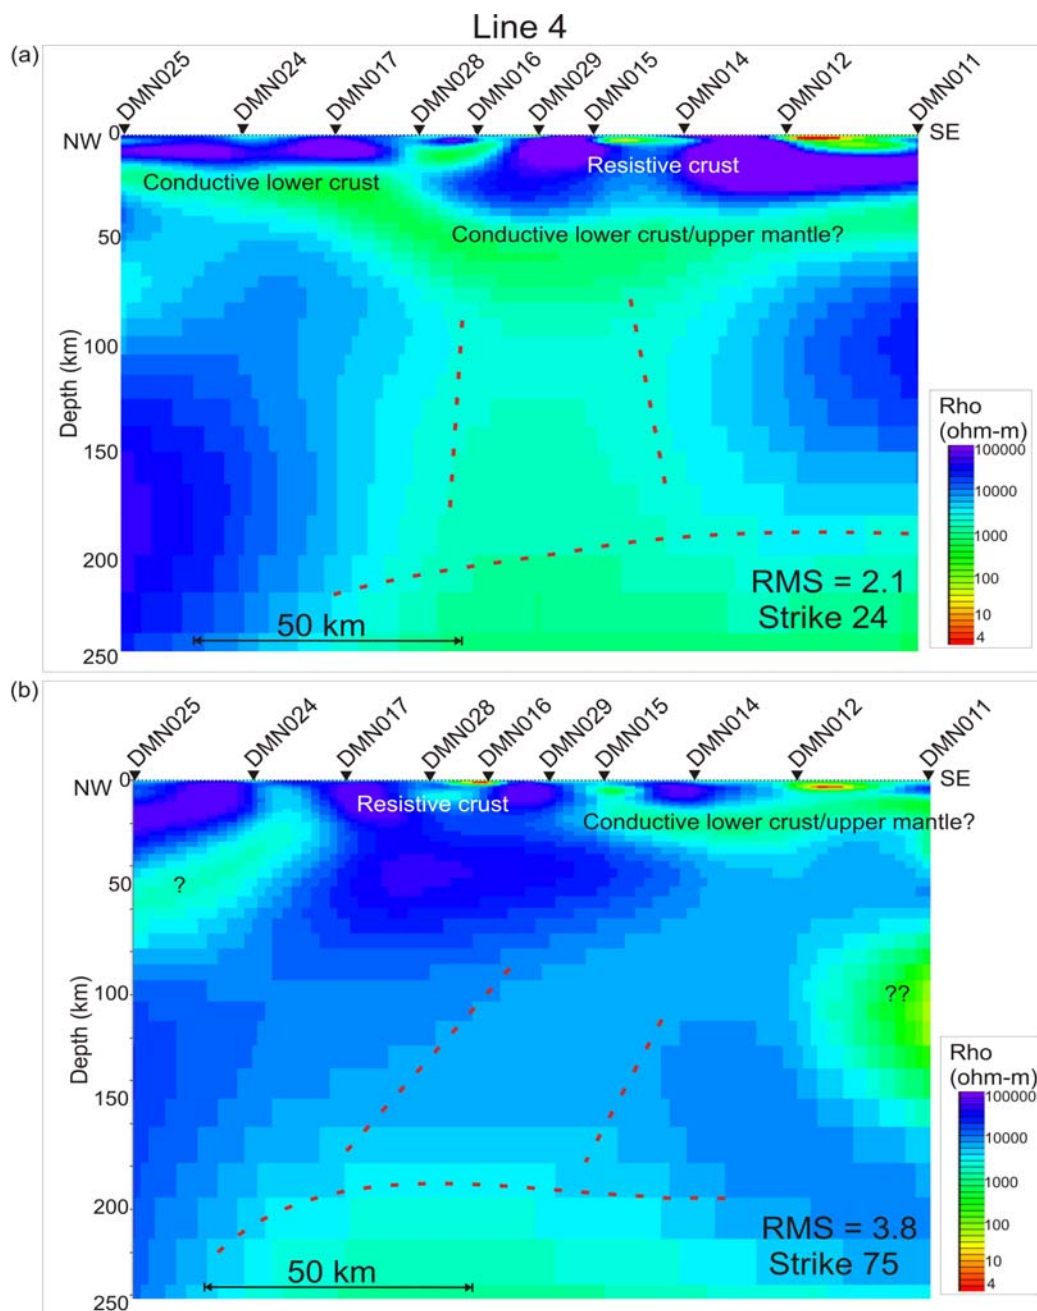 Line 4
(a)
DMN025
DMN024
DMN017
DMN028
DMN016
DMN029
DMN015
DMN014
DMN012
DMN011
NW
0
SE
Conductive lower crust
Resistive crust
50
Conductive lower crust/upper mantle?
100
Depth (km)
150
200
250
50 km
RMS = 2.1
Strike 24
Rho
(ohm-m)
100000
10000
1000
100
10
4
(b)
DMN025
DMN024
DMN017
DMN028
DMN016
DMN029
DMN015
DMN014
DMN012
DMN011
NW
0
SE
Resistive crust
Conductive lower crust/upper mantle?
50
?
100
??
Depth (km)
150
200
250
50 km
RMS = 3.8
Strike 75
Rho
(ohm-m)
100000
10000
1000
100
10
4